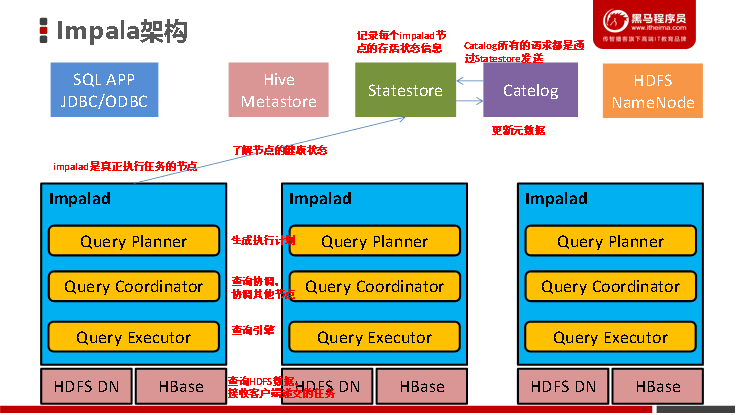 Impala架构
黑马程序员
www.itheima.com
传智播客旗下高端IT教育品牌
记录每个impalad节
点的存活状态信息
Catalog所有的请求都是通
过Statestore发送
SQL APP
JDBC/ODBC
Hive
Metastore
Statestore
Catelog
HDFS
NameNode
更新元数据
了解节点的健康状态
impalad是真正执行任务的节点
Impalad
Impalad
Impalad
Query Planner
生成执行计划
Query Planner
Query Planner
Query Coordinator
查询协调，
协调其他节点
Query Coordinator
Query Coordinator
Query Executor
查询引擎
Query Executor
Query Executor
HDFS DN
HBase
查询HDFS数据，
接收客户端递交的任务
HDFS DN
HBase
HDFS DN
HBase